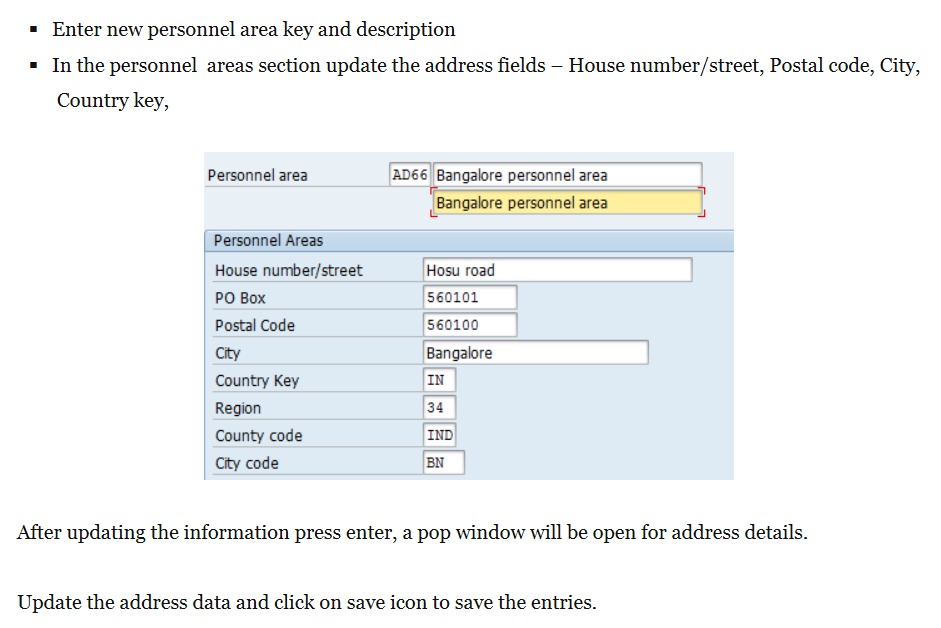 ▪ Enter new personnel area key and description
▪ In the personnel areas section update the address fields – House number/street, Postal code, City,
Country key,
Personnel area AD66 Bangalore personnel area
Bangalore personnel area
Personnel Areas
House number/street Hosu road
PO Box 560101
Postal Code 560100
City Bangalore
Country Key IN
Region 34
County code IND
City code BN
After updating the information press enter, a pop window will be open for address details.
Update the address data and click on save icon to save the entries.